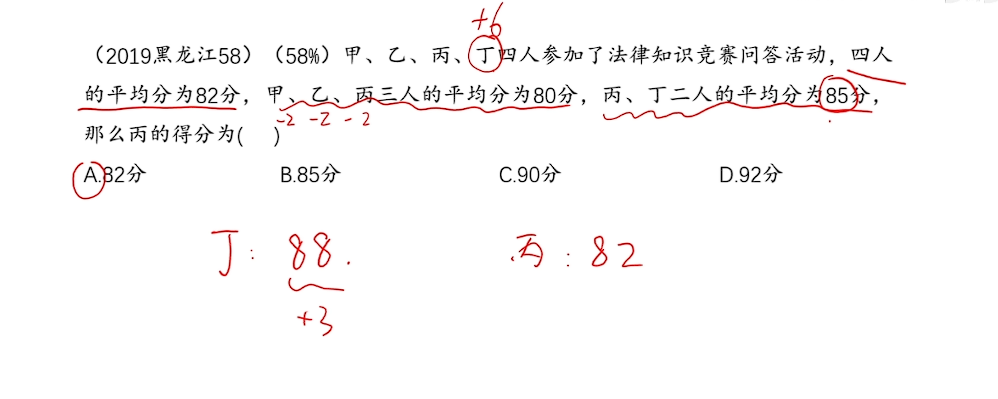 +6
(2019黑龙江58)(58%)甲、乙、丙、丁四人参加了法律知识竞赛问答活动，四人
的平均分为82分，甲、乙、丙三人的平均分为80分，丙、丁二人的平均分为85分，
-2 -2 -2
那么丙的得分为( )
A.82分 B.85分 C.90分 D.92分
丁: 88. 丙: 82
+3